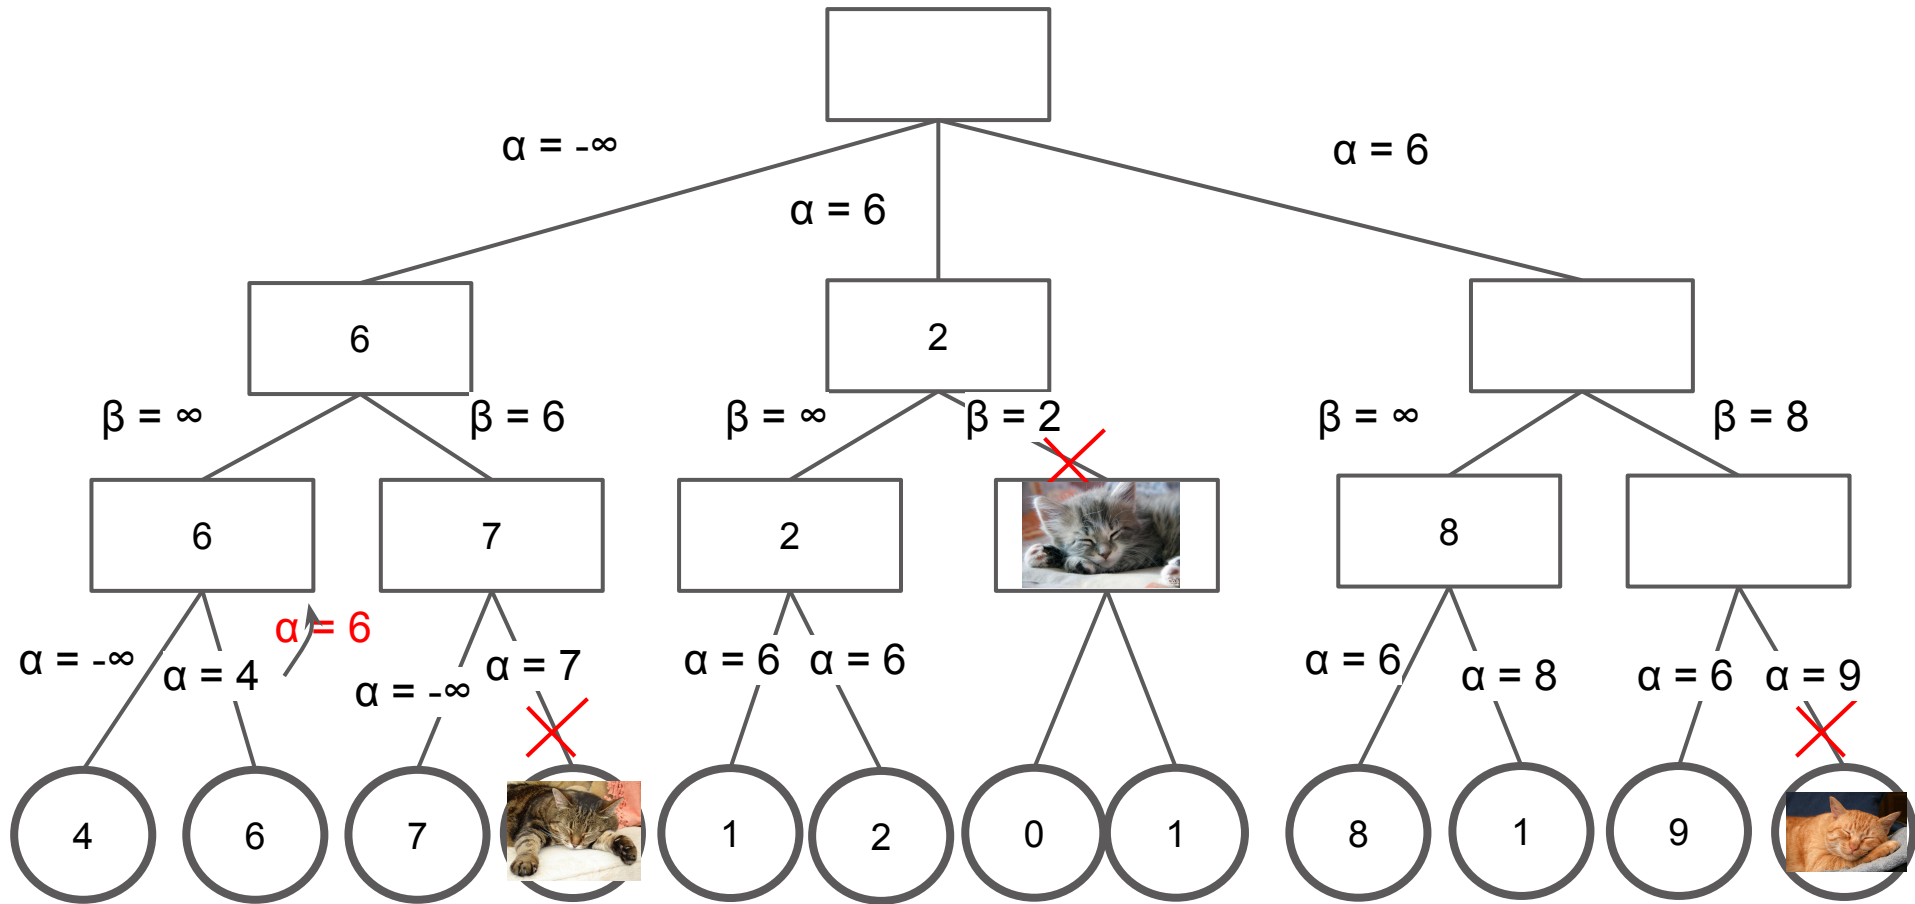 α = -∞
α = 6
α = 6
6
2
β = ∞
β = 6
β = ∞
β = 2
β = ∞
β = 8
6
7
2
8
α = 6
α = -∞
α = 4
α = -∞
α = 7
α = 6
α = 6
α = 6
α = 8
α = 6
α = 9
4
6
7
1
2
0
1
8
1
9